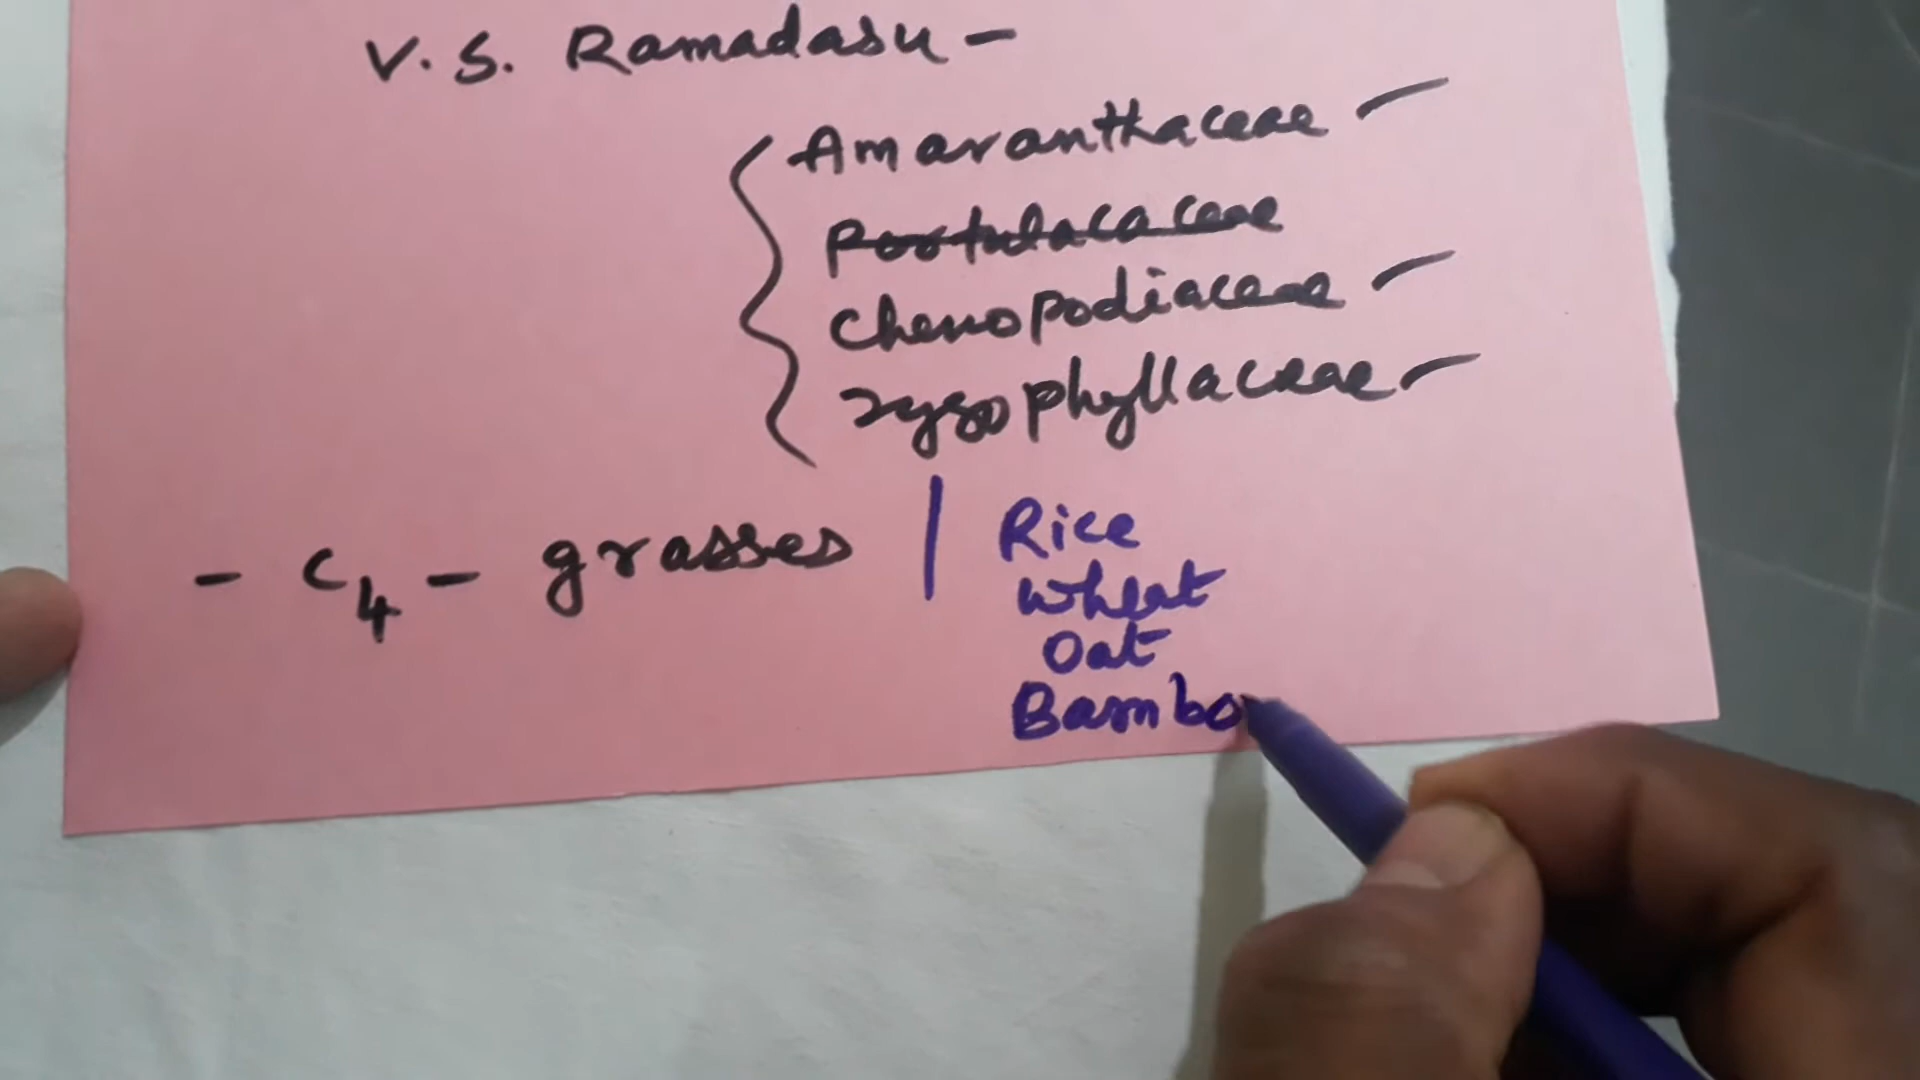 V. S. Ramadasu -
Amaranthaceae -
Portulacaceae
Chenopodiaceae -
Zygophyllaceae -
- C4 - grasses | Rice
Wheat
Oat
Bambo